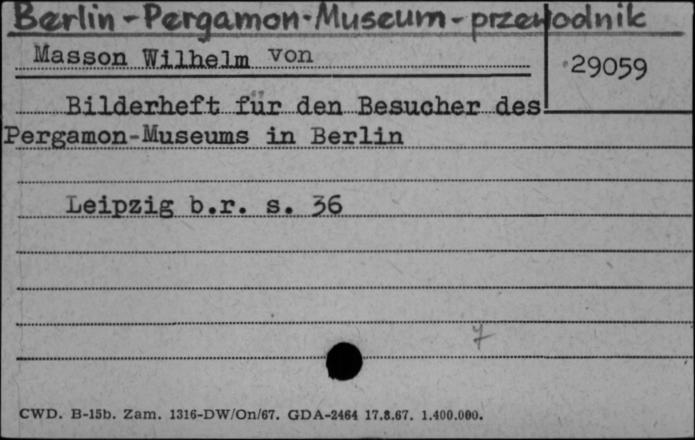 Berlin-Pergamon-Museum-przewodnik
Masson Wilhelm von
29059
Bilderheft für den Besucher des
Pergamon-Museums in Berlin
Leipzig b.r. s. 36
7
CWD. B-15b. Zam. 1316-DW/On/67. GDA-2464 17.8.67. 1.400.000.